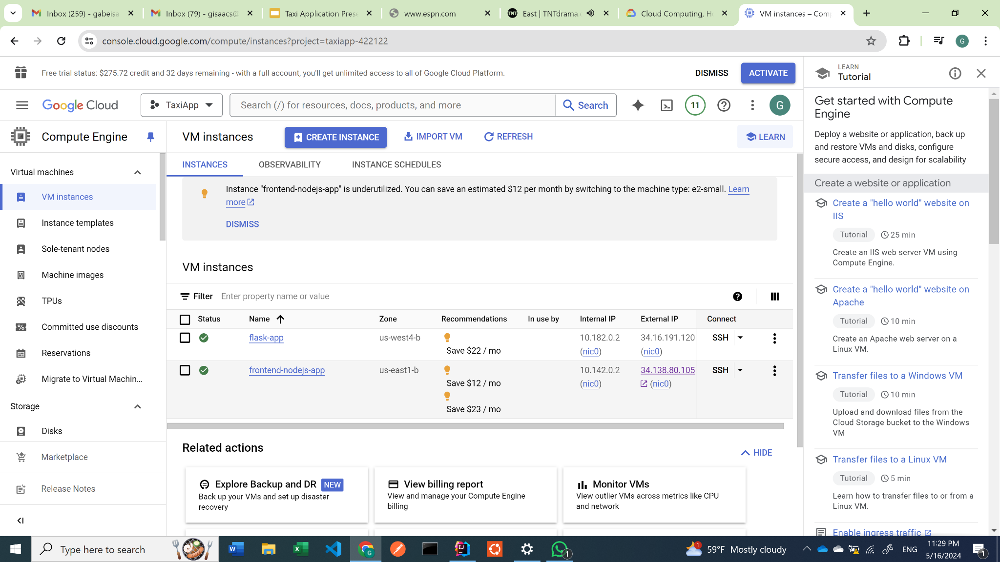 Inbox (259) - gabeisa
Inbox (79) - gisaacs@
Taxi Application Prese
www.espn.com
East | TNTdrama.c
Cloud Computing, Ho
VM instances – Comp
console.cloud.google.com/compute/instances?project=taxiapp-422122
G
Free trial status: $275.72 credit and 32 days remaining - with a full account, you'll get unlimited access to all of Google Cloud Platform.
DISMISS
ACTIVATE
Google Cloud
TaxiApp
Search (/) for resources, docs, products, and more
Search
11
G
Compute Engine
VM instances
CREATE INSTANCE
IMPORT VM
REFRESH
LEARN
Virtual machines
VM instances
Instance templates
Sole-tenant nodes
Machine images
TPUs
Committed use discounts
Reservations
Migrate to Virtual Machin...
Storage
Disks
Marketplace
Release Notes
INSTANCES
OBSERVABILITY
INSTANCE SCHEDULES
Instance "frontend-nodejs-app" is underutilized. You can save an estimated $12 per month by switching to the machine type: e2-small. Learn
more
DISMISS
VM instances
Filter Enter property name or value
Status Name Zone Recommendations In use by Internal IP External IP Connect
flask-app us-west4-b 10.182.0.2 34.16.191.120 SSH
Save $22 / mo (nic0) (nic0)
frontend-nodejs-app us-east1-b 10.142.0.2 34.138.80.105 SSH
Save $12 / mo (nic0) (nic0)
Save $23 / mo
Related actions
HIDE
Explore Backup and DR NEW
Back up your VMs and set up disaster
recovery
View billing report
View and manage your Compute Engine
billing
Monitor VMs
View outlier VMs across metrics like CPU
and network
LEARN
Tutorial
Get started with Compute
Engine
Deploy a website or application, back up
and restore VMs and disks, configure
secure access, and design for scalability
Create a website or application
Create a "hello world" website on
IIS
Tutorial 25 min
Create an IIS web server VM using
Compute Engine.
Create a "hello world" website on
Apache
Tutorial 10 min
Create an Apache web server on a
Linux VM.
Transfer files to a Windows VM
Tutorial 10 min
Upload and download files from the
Cloud Storage bucket to the Windows
VM
Transfer files to a Linux VM
Tutorial 5 min
Learn how to transfer files to or from a
Linux VM.
Enable ingress traffic
Type here to search
1
59°F Mostly cloudy
ENG
11:29 PM
5/16/2024
1